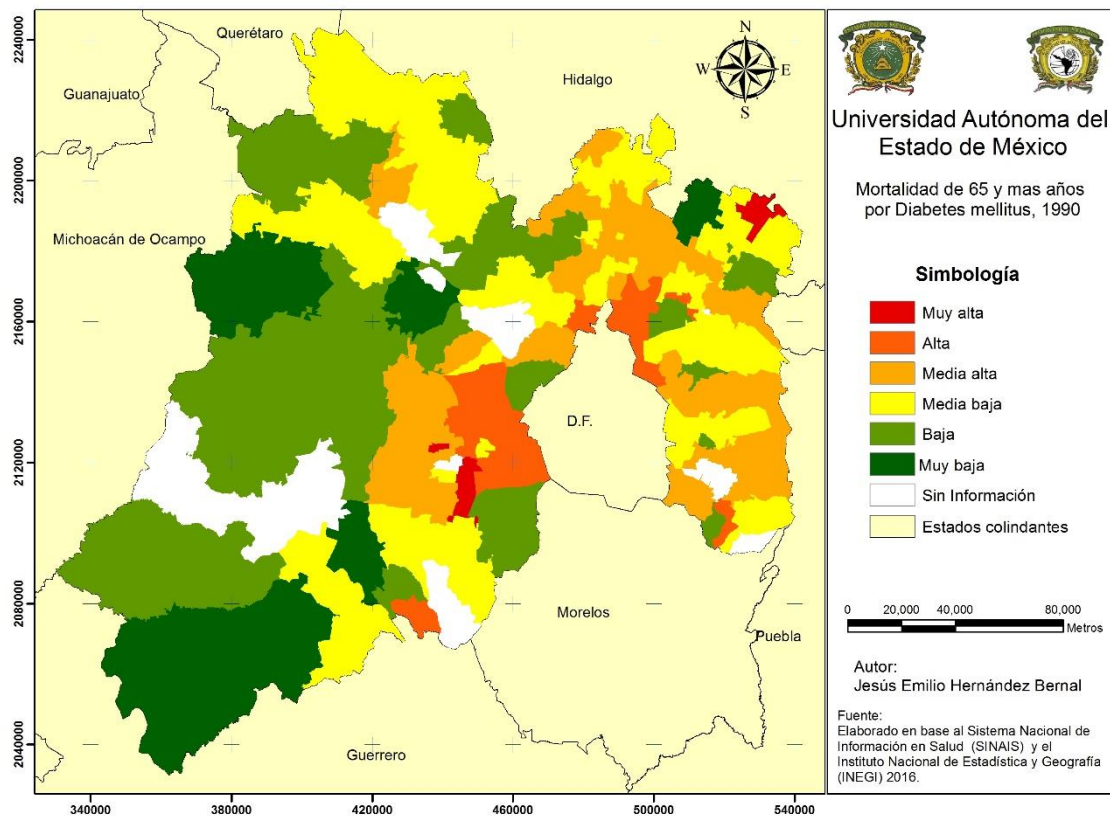 2240000
2200000
2160000
2120000
2080000
2040000
340000
380000
420000
460000
500000
540000
Querétaro
Guanajuato
Hidalgo
Michoacán de Ocampo
D.F.
Morelos
Puebla
Guerrero
N
W
E
S
Universidad Autónoma del
Estado de México
Mortalidad de 65 y mas años
por Diabetes mellitus, 1990
Simbología
Muy alta
Alta
Media alta
Media baja
Baja
Muy baja
Sin Información
Estados colindantes
0 20,000 40,000 80,000
Metros
Autor:
Jesús Emilio Hernández Bernal
Fuente:
Elaborado en base al Sistema Nacional de
Información en Salud (SINAIS) y el
Instituto Nacional de Estadística y Geografía
(INEGI) 2016.